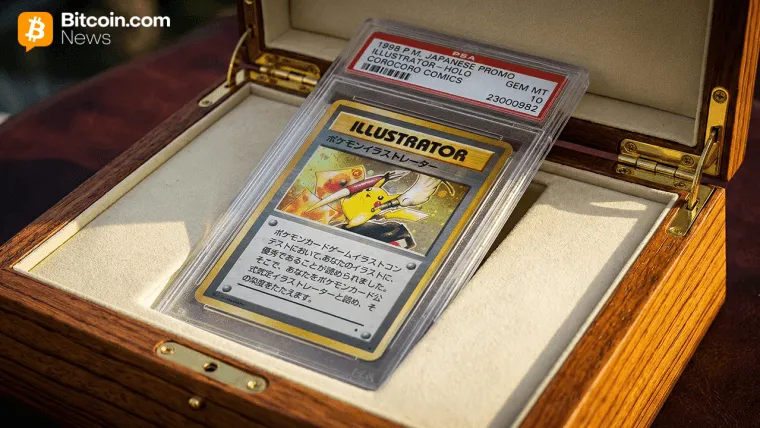 Bitcoin.com
News
PSA
1998 P.M. JAPANESE PROMO
ILLUSTRATOR-HOLO GEM MT
COROCORO COMICS 10
23000982
ILLUSTRATOR
ポケモンイラストレーター
ポケモンカードゲームイラストコン
テストにおいて、あなたのイラストは、
優秀であることが認められました。
そこで、あなたをポケモンカード公
式認定イラストレーターと認め、そ
の栄誉をたたえます。